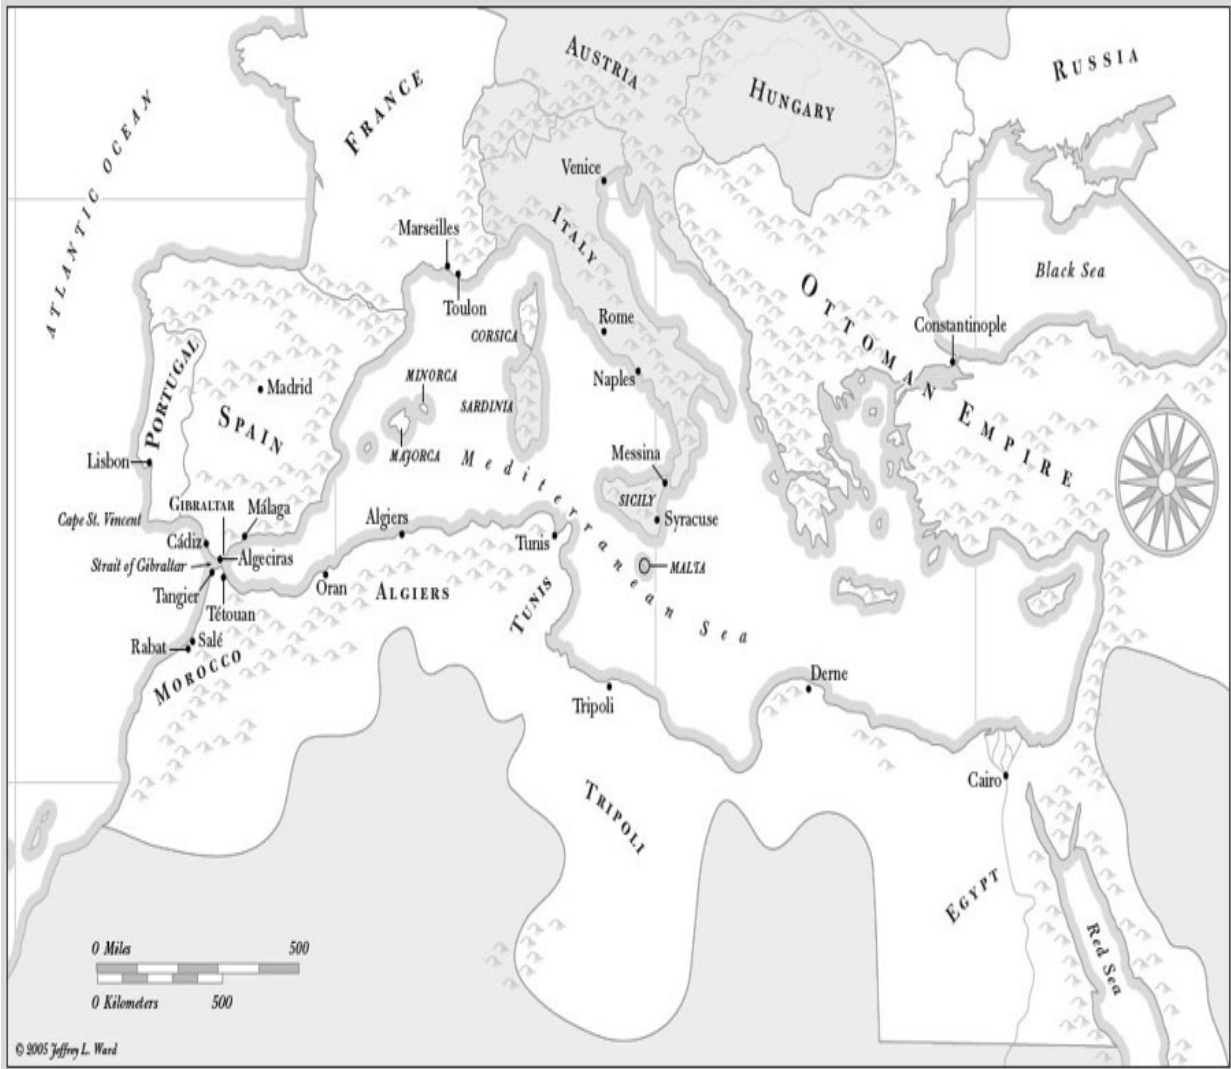 AUSTRIA
HUNGARY
RUSSIA
FRANCE
ATLANTIC OCEAN
Venice
ITALY
Marseilles
Toulon
CORSICA
Black Sea
OTTOMAN EMPIRE
Constantinople
Rome
Naples
PORTUGAL
Madrid
SPAIN
MINORCA
SARDINIA
MAJORCA
Lisbon
Mediterranean Sea
Messina
SICILY
Syracuse
Cape St. Vincent
GIBRALTAR
Málaga
Cádiz
Algeciras
Strait of Gibraltar
Tangier
Tétouan
Algiers
Oran
ALGIERS
Tunis
TUNIS
MALTA
Rabat
Salé
MOROCCO
Tripoli
Derne
TRIPOLI
Cairo
EGYPT
Red Sea
0 Miles 500
0 Kilometers 500
© 2005 Jeffrey L. Ward